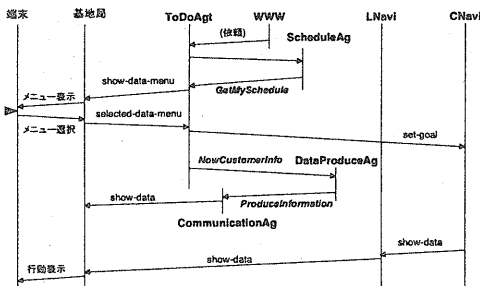 端末 基地局 ToDoAgt WWW LNavi CNavi
(依頼)
ScheduleAg
show-data-menu
GetMySchedule
メニュー表示
selected-data-menu
メニュー選択
set-goal
NowCustomerInfo
DataProduceAg
show-data
ProduceInformation
CommunicationAg
show-data
show-data
行動表示